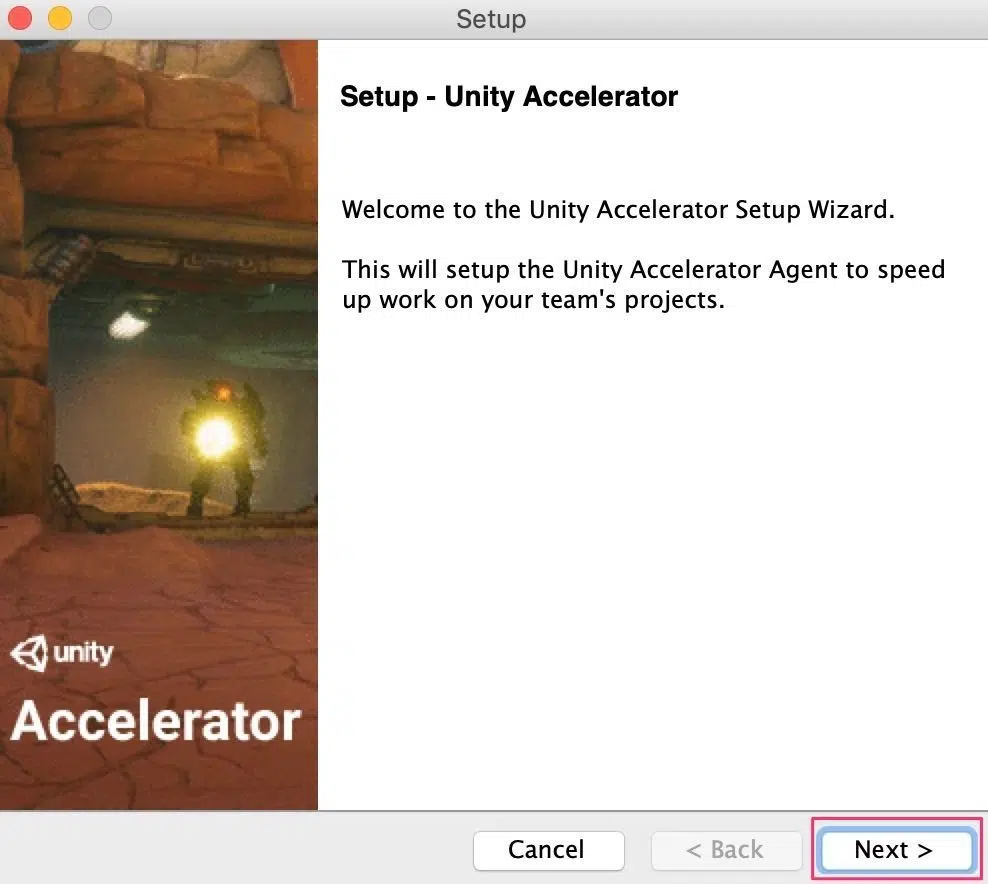 Setup
Setup - Unity Accelerator
Welcome to the Unity Accelerator Setup Wizard.
This will setup the Unity Accelerator Agent to speed
up work on your team's projects.
unity
Accelerator
Cancel
< Back
Next >